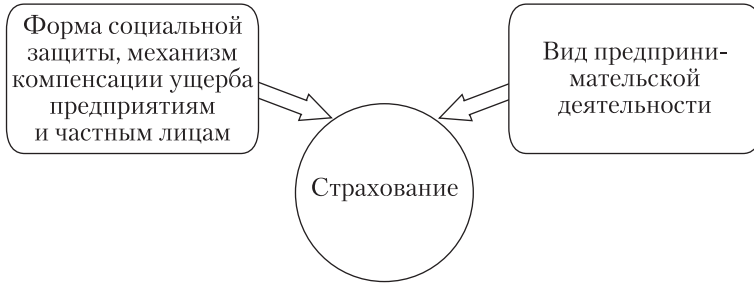 Форма социальной
защиты, механизм
компенсации ущерба
предприятиям
и частным лицам
Вид предприни-
мательской
деятельности
Страхование